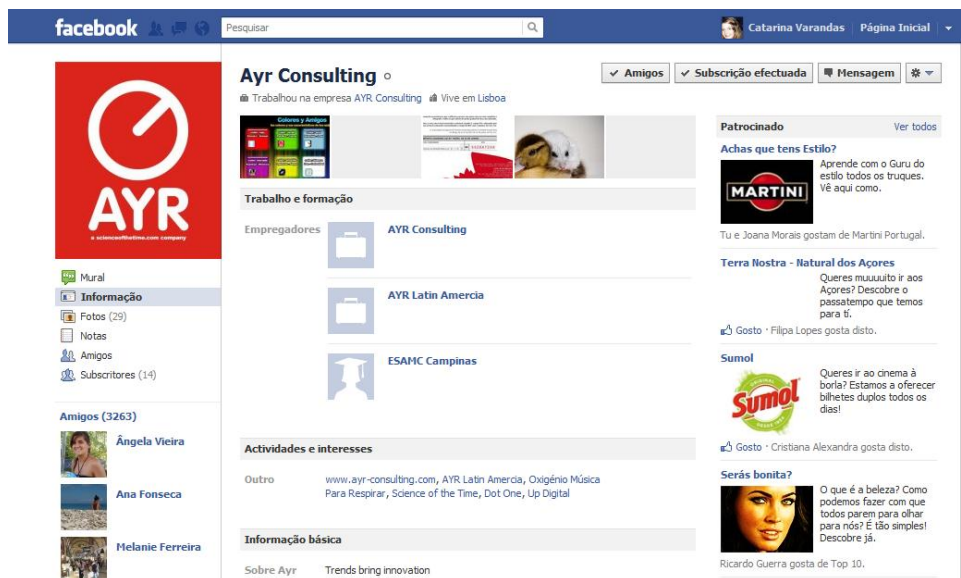 facebook
Pesquisar
Catarina Varandas
Página Inicial
AYR
a scienceofthetime.com company
Mural
Informação
Fotos (29)
Notas
Amigos
Subscritores (14)
Amigos (3263)
Ângela Vieira
Ana Fonseca
Melanie Ferreira
Ayr Consulting
Amigos
Subscrição efectuada
Mensagem
Trabalhou na empresa AYR Consulting Vive em Lisboa
Colores y Amigos
Trabalho e formação
Empregadores
AYR Consulting
AYR Latin Amercia
ESAMC Campinas
Actividades e interesses
Outro
www.ayr-consulting.com, AYR Latin Amercia, Oxigénio Música
Para Respirar, Science of the Time, Dot One, Up Digital
Informação básica
Sobre Ayr
Trends bring innovation
Patrocinado
Ver todos
Achas que tens Estilo?
MARTINI
Aprende com o Guru do
estilo todos os truques.
Vê aqui como.
Tu e Joana Morais gostam de Martini Portugal.
Terra Nostra - Natural dos Açores
Queres muuuuito ir aos
Açores? Descobre o
passatempo que temos
para tí.
Gosto · Filipa Lopes gosta disto.
Sumol
Sumol
Queres ir ao cinema à
borla? Estamos a oferecer
bilhetes duplos todos os
dias!
Gosto · Cristiana Alexandra gosta disto.
Serás bonita?
O que é a beleza? Como
podemos fazer com que
todos parem para olhar
para nós? É tão simples!
Descobre já.
Ricardo Guerra gosta de Top 10.